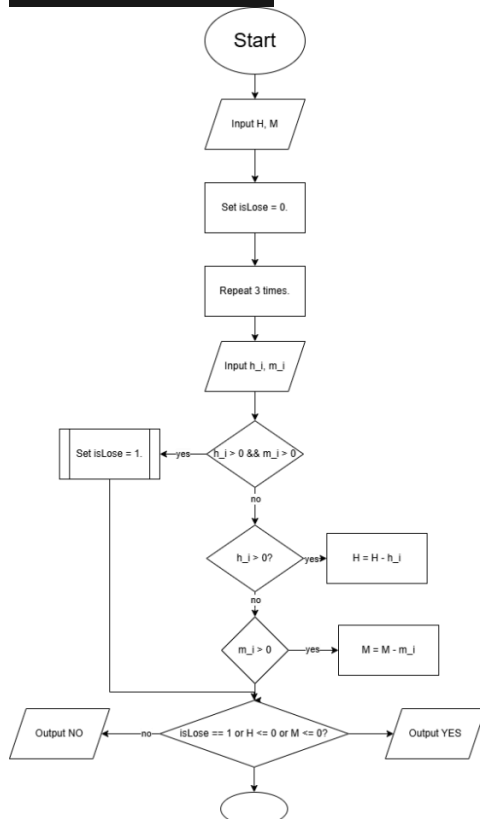 Start
Input H, M
Set isLose = 0.
Repeat 3 times.
Input h_i, m_i
Set isLose = 1.
yes
h_i > 0 && m_i > 0
no
h_i > 0?
yes
H = H - h_i
no
m_i > 0
yes
M = M - m_i
Output NO
no
isLose == 1 or H <= 0 or M <= 0?
Output YES